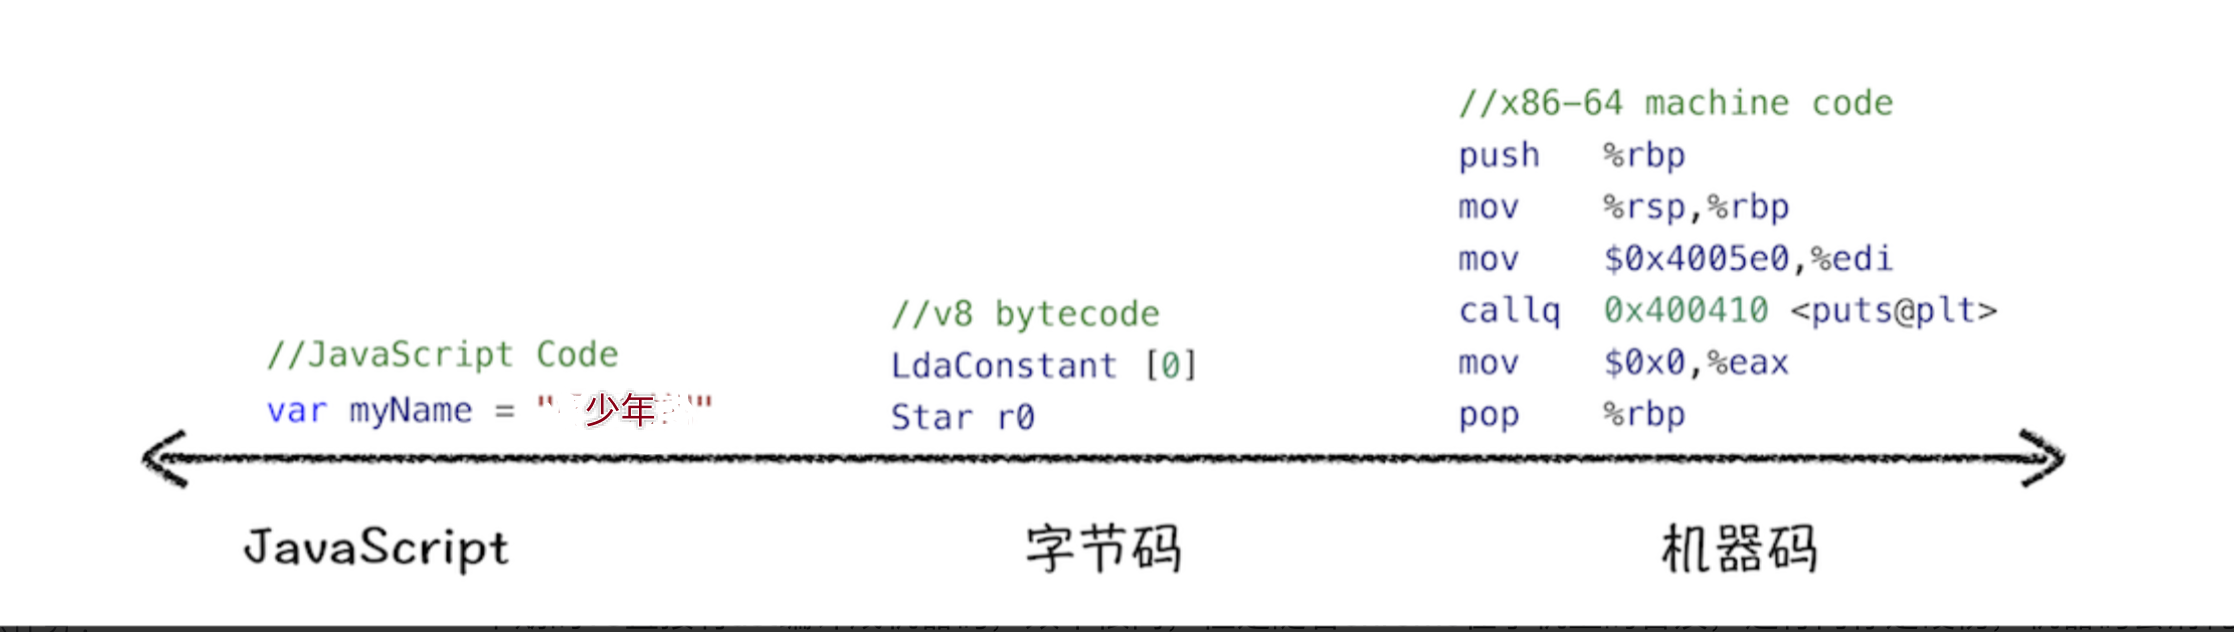 //JavaScript Code
var myName = "少年"
//v8 bytecode
LdaConstant [0]
Star r0
//x86-64 machine code
push %rbp
mov %rsp,%rbp
mov $0x4005e0,%edi
callq 0x400410 <puts@plt>
mov $0x0,%eax
pop %rbp
JavaScript
字节码
机器码